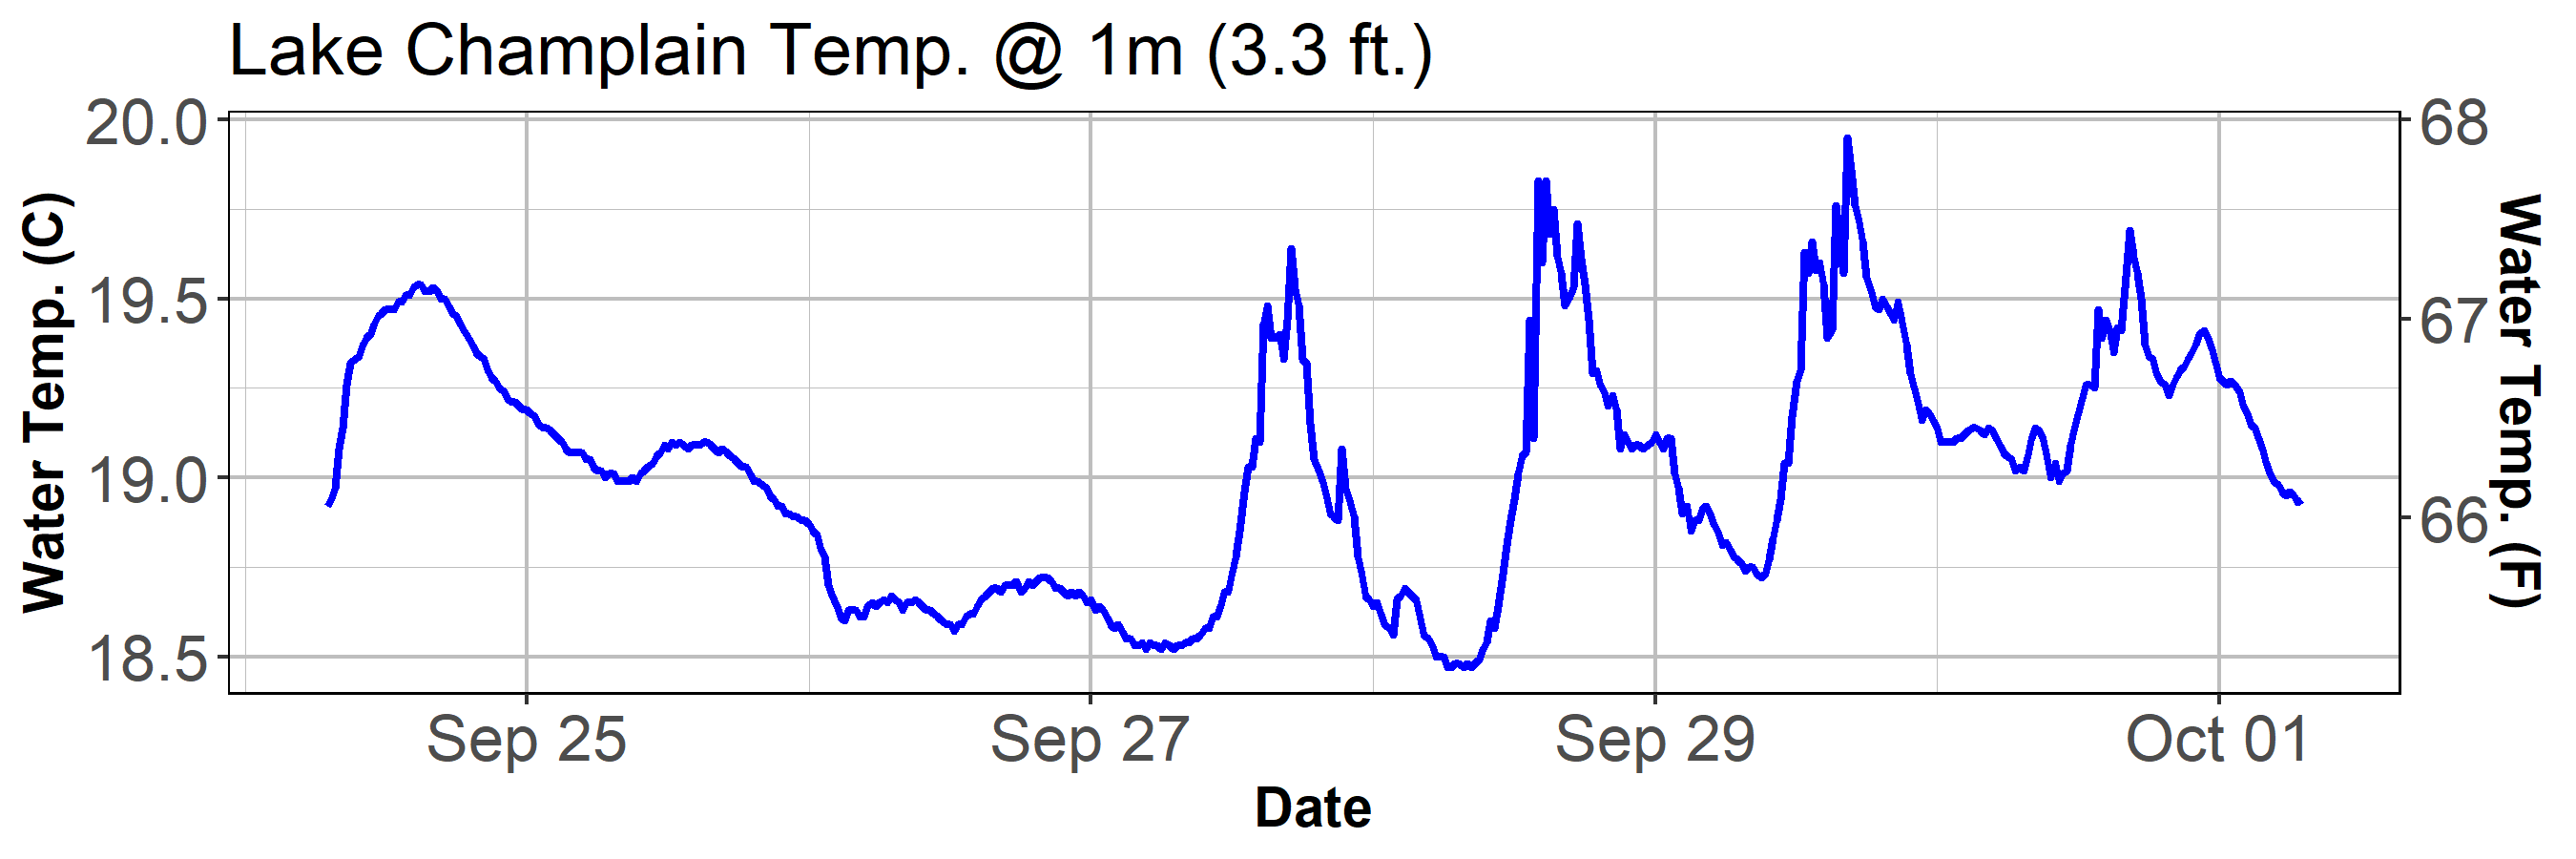 Lake Champlain Temp. @ 1m (3.3 ft.)
Water Temp. (C)
20.0
19.5
19.0
18.5
68
67
66
Water Temp. (F)
Sep 25
Sep 27
Sep 29
Oct 01
Date